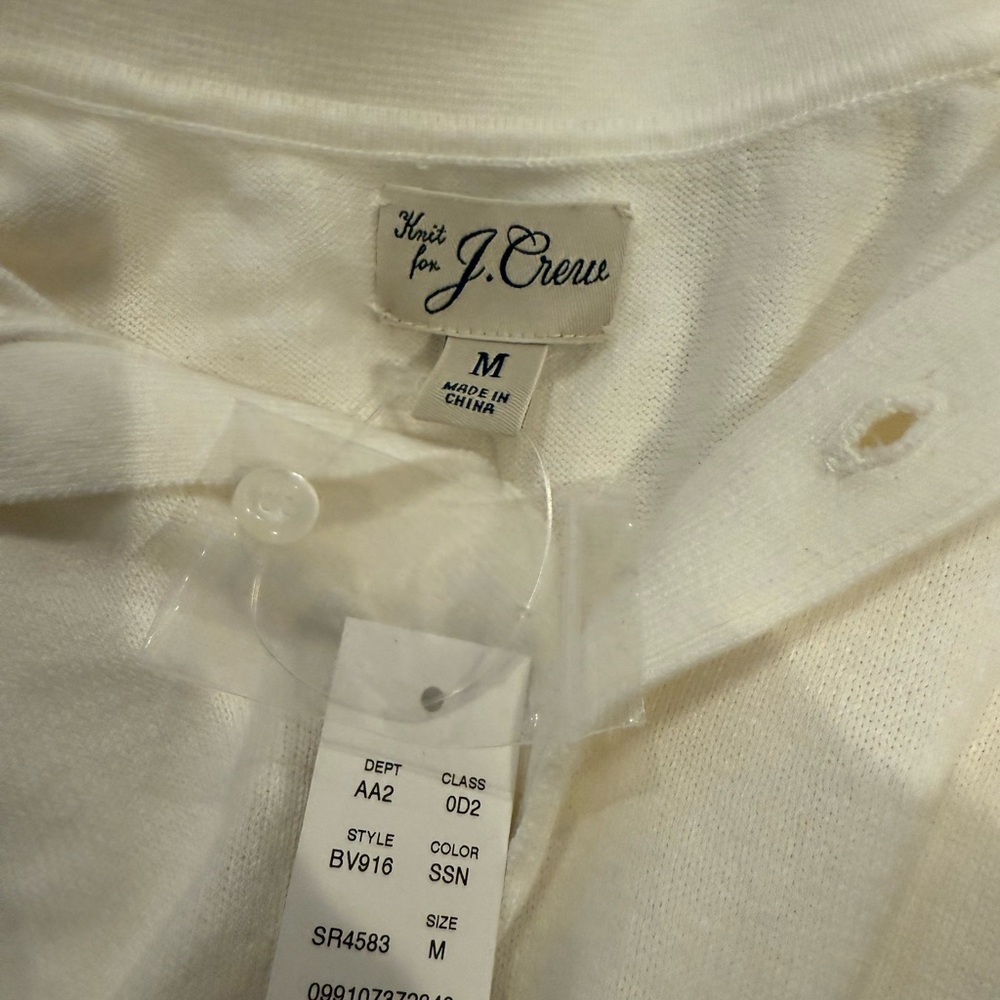 Knit
for J.Crew
M
MADE IN
CHINA
DEPT CLASS
AA2 0D2
STYLE COLOR
BV916 SSN
SIZE
SR4583 M